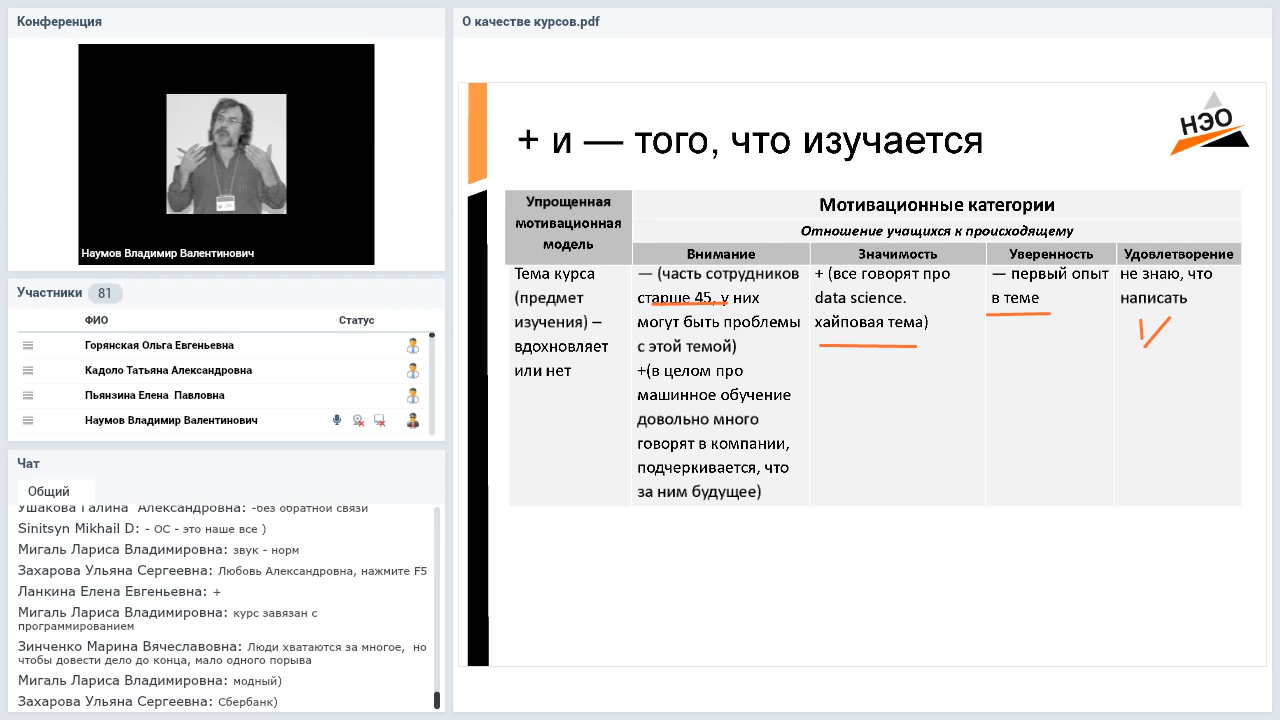 Конференция
Наумов Владимир Валентинович
Участники 81
ФИО Статус
Горянская Ольга Евгеньевна
Кадоло Татьяна Александровна
Пьянзина Елена Павловна
Наумов Владимир Валентинович
Чат
Общий
Ушакова Галина Александровна: -без обратной связи
Sinitsyn Mikhail D: - ОС - это наше все )
Мигаль Лариса Владимировна: звук - норм
Захарова Ульяна Сергеевна: Любовь Александровна, нажмите F5
Ланкина Елена Евгеньевна: +
Мигаль Лариса Владимировна: курс завязан с
программированием
Зинченко Марина Вячеславовна: Люди хватаются за многое, но
чтобы довести дело до конца, мало одного порыва
Мигаль Лариса Владимировна: модный)
Захарова Ульяна Сергеевна: Сбербанк)
О качестве курсов.pdf
НЭО
+ и — того, что изучается
Упрощенная
мотивационная
модель
Мотивационные категории
Отношение учащихся к происходящему
Внимание
Значимость
Уверенность
Удовлетворение
Тема курса
(предмет
изучения) –
вдохновляет
или нет
— (часть сотрудников
старше 45, у них
могут быть проблемы
с этой темой)
+(в целом про
машинное обучение
довольно много
говорят в компании,
подчеркивается, что
за ним будущее)
+ (все говорят про
data science.
хайповая тема)
— первый опыт
в теме
не знаю, что
написать